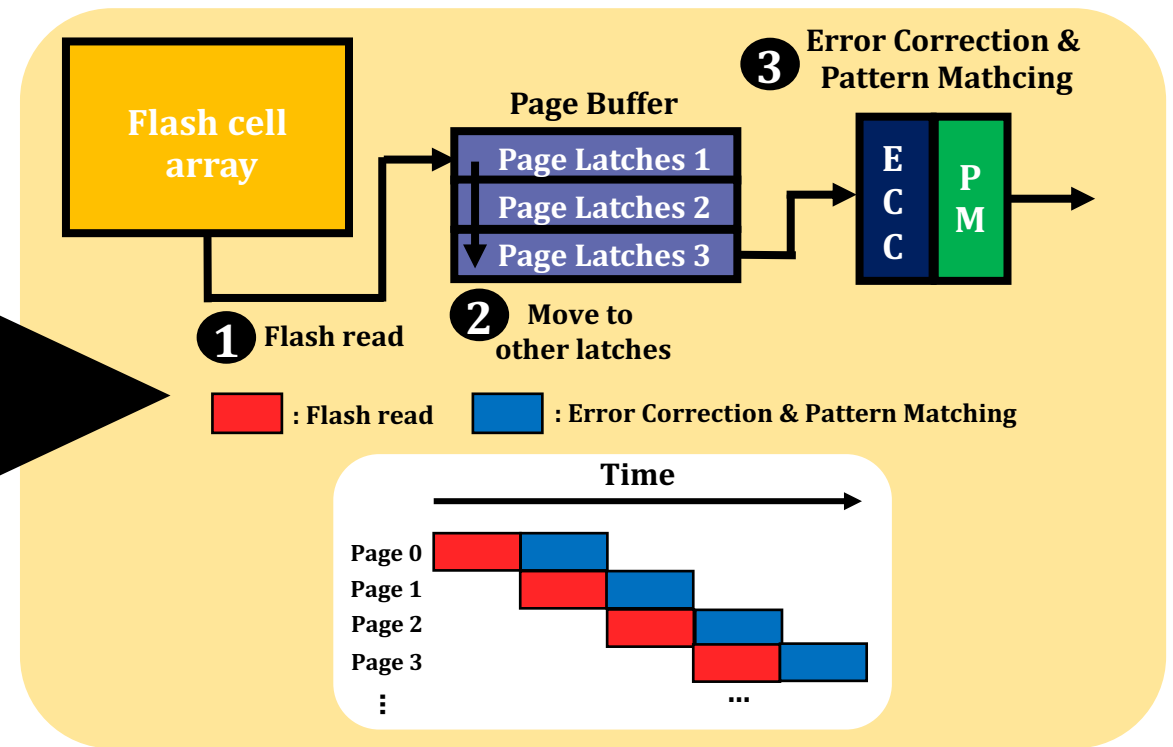 Flash cell
array
Page Buffer
Page Latches 1
Page Latches 2
Page Latches 3
3 Error Correction &
Pattern Mathcing
E
C
C
P
M
1 Flash read
2 Move to
other latches
: Flash read
: Error Correction & Pattern Matching
Time
Page 0
Page 1
Page 2
Page 3
⋮
...